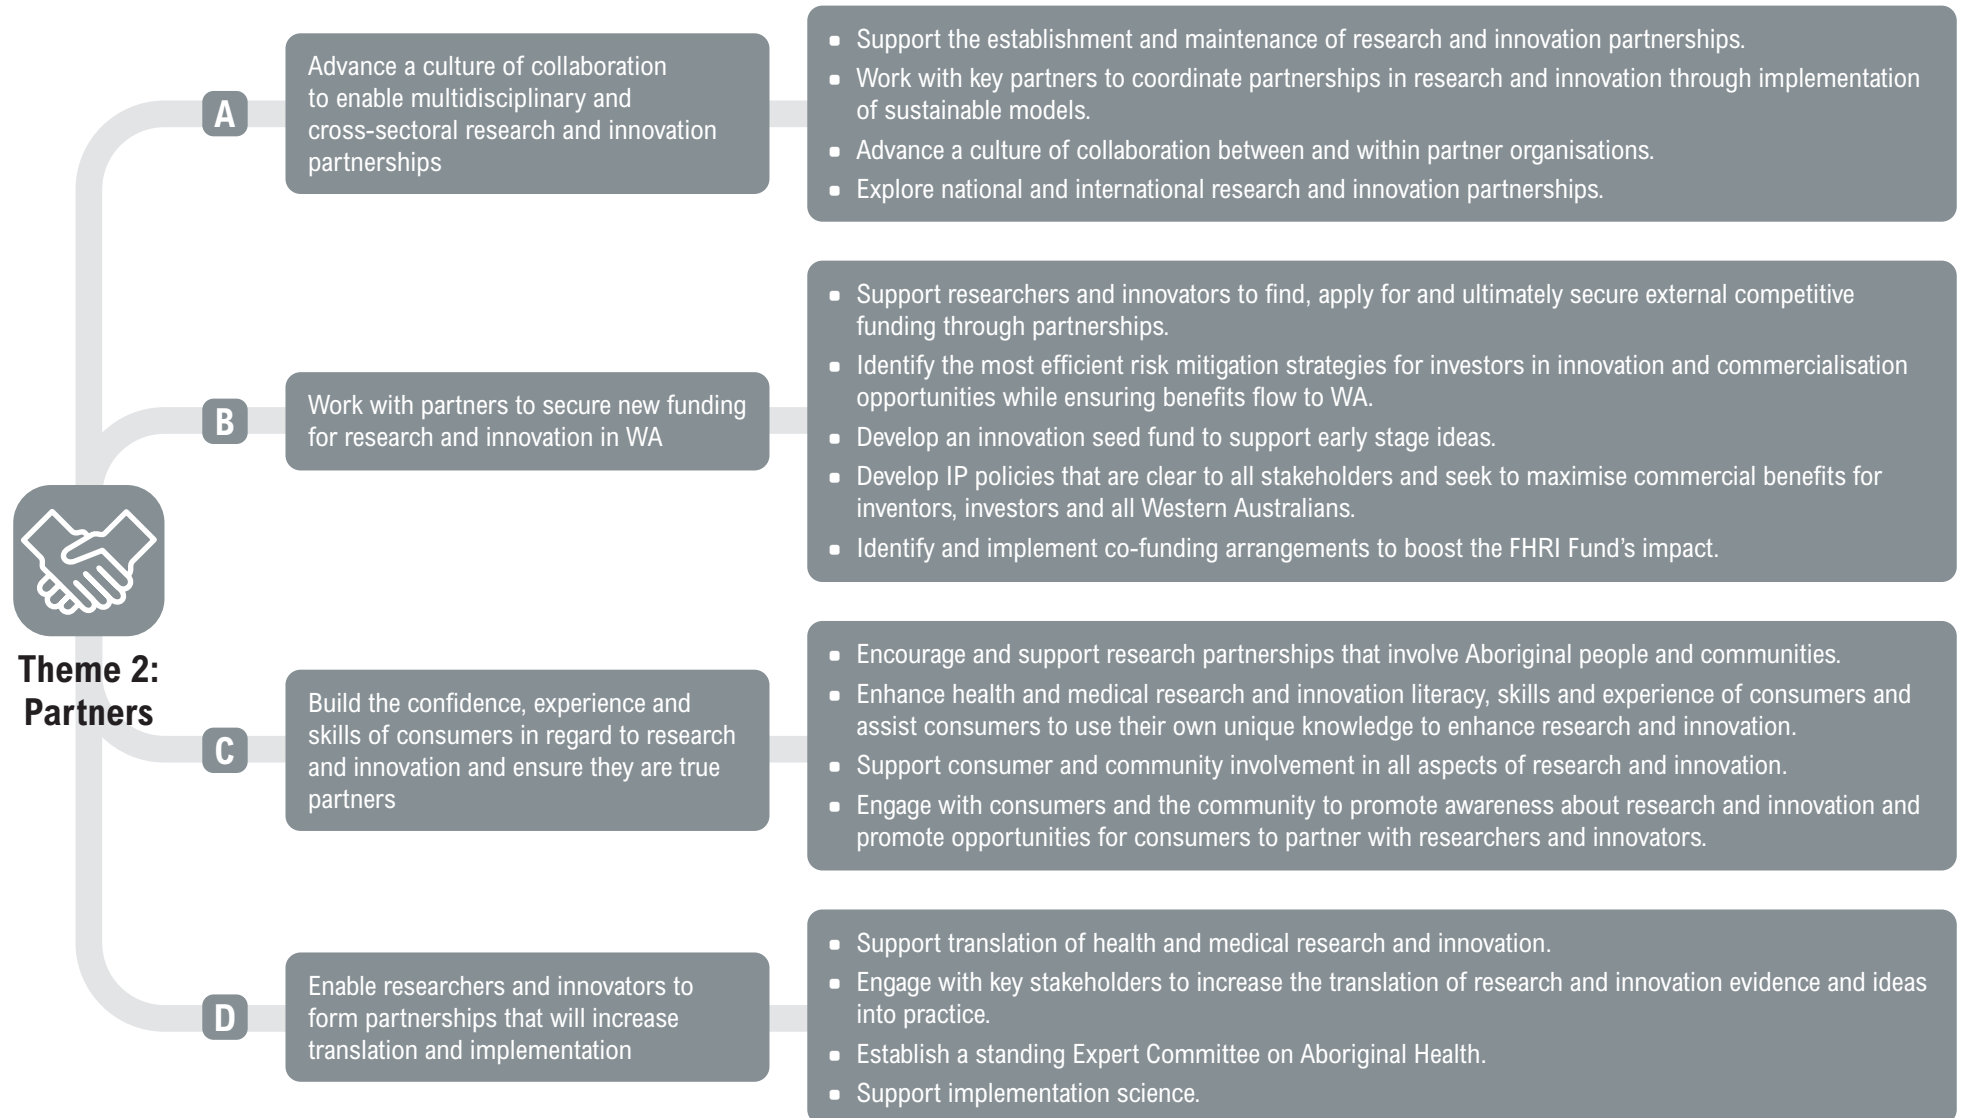 Theme 2:
Partners
A
Advance a culture of collaboration
to enable multidisciplinary and
cross-sectoral research and innovation
partnerships
▪ Support the establishment and maintenance of research and innovation partnerships.
▪ Work with key partners to coordinate partnerships in research and innovation through implementation
of sustainable models.
▪ Advance a culture of collaboration between and within partner organisations.
▪ Explore national and international research and innovation partnerships.
B
Work with partners to secure new funding
for research and innovation in WA
▪ Support researchers and innovators to find, apply for and ultimately secure external competitive
funding through partnerships.
▪ Identify the most efficient risk mitigation strategies for investors in innovation and commercialisation
opportunities while ensuring benefits flow to WA.
▪ Develop an innovation seed fund to support early stage ideas.
▪ Develop IP policies that are clear to all stakeholders and seek to maximise commercial benefits for
inventors, investors and all Western Australians.
▪ Identify and implement co-funding arrangements to boost the FHRI Fund’s impact.
C
Build the confidence, experience and
skills of consumers in regard to research
and innovation and ensure they are true
partners
▪ Encourage and support research partnerships that involve Aboriginal people and communities.
▪ Enhance health and medical research and innovation literacy, skills and experience of consumers and
assist consumers to use their own unique knowledge to enhance research and innovation.
▪ Support consumer and community involvement in all aspects of research and innovation.
▪ Engage with consumers and the community to promote awareness about research and innovation and
promote opportunities for consumers to partner with researchers and innovators.
D
Enable researchers and innovators to
form partnerships that will increase
translation and implementation
▪ Support translation of health and medical research and innovation.
▪ Engage with key stakeholders to increase the translation of research and innovation evidence and ideas
into practice.
▪ Establish a standing Expert Committee on Aboriginal Health.
▪ Support implementation science.